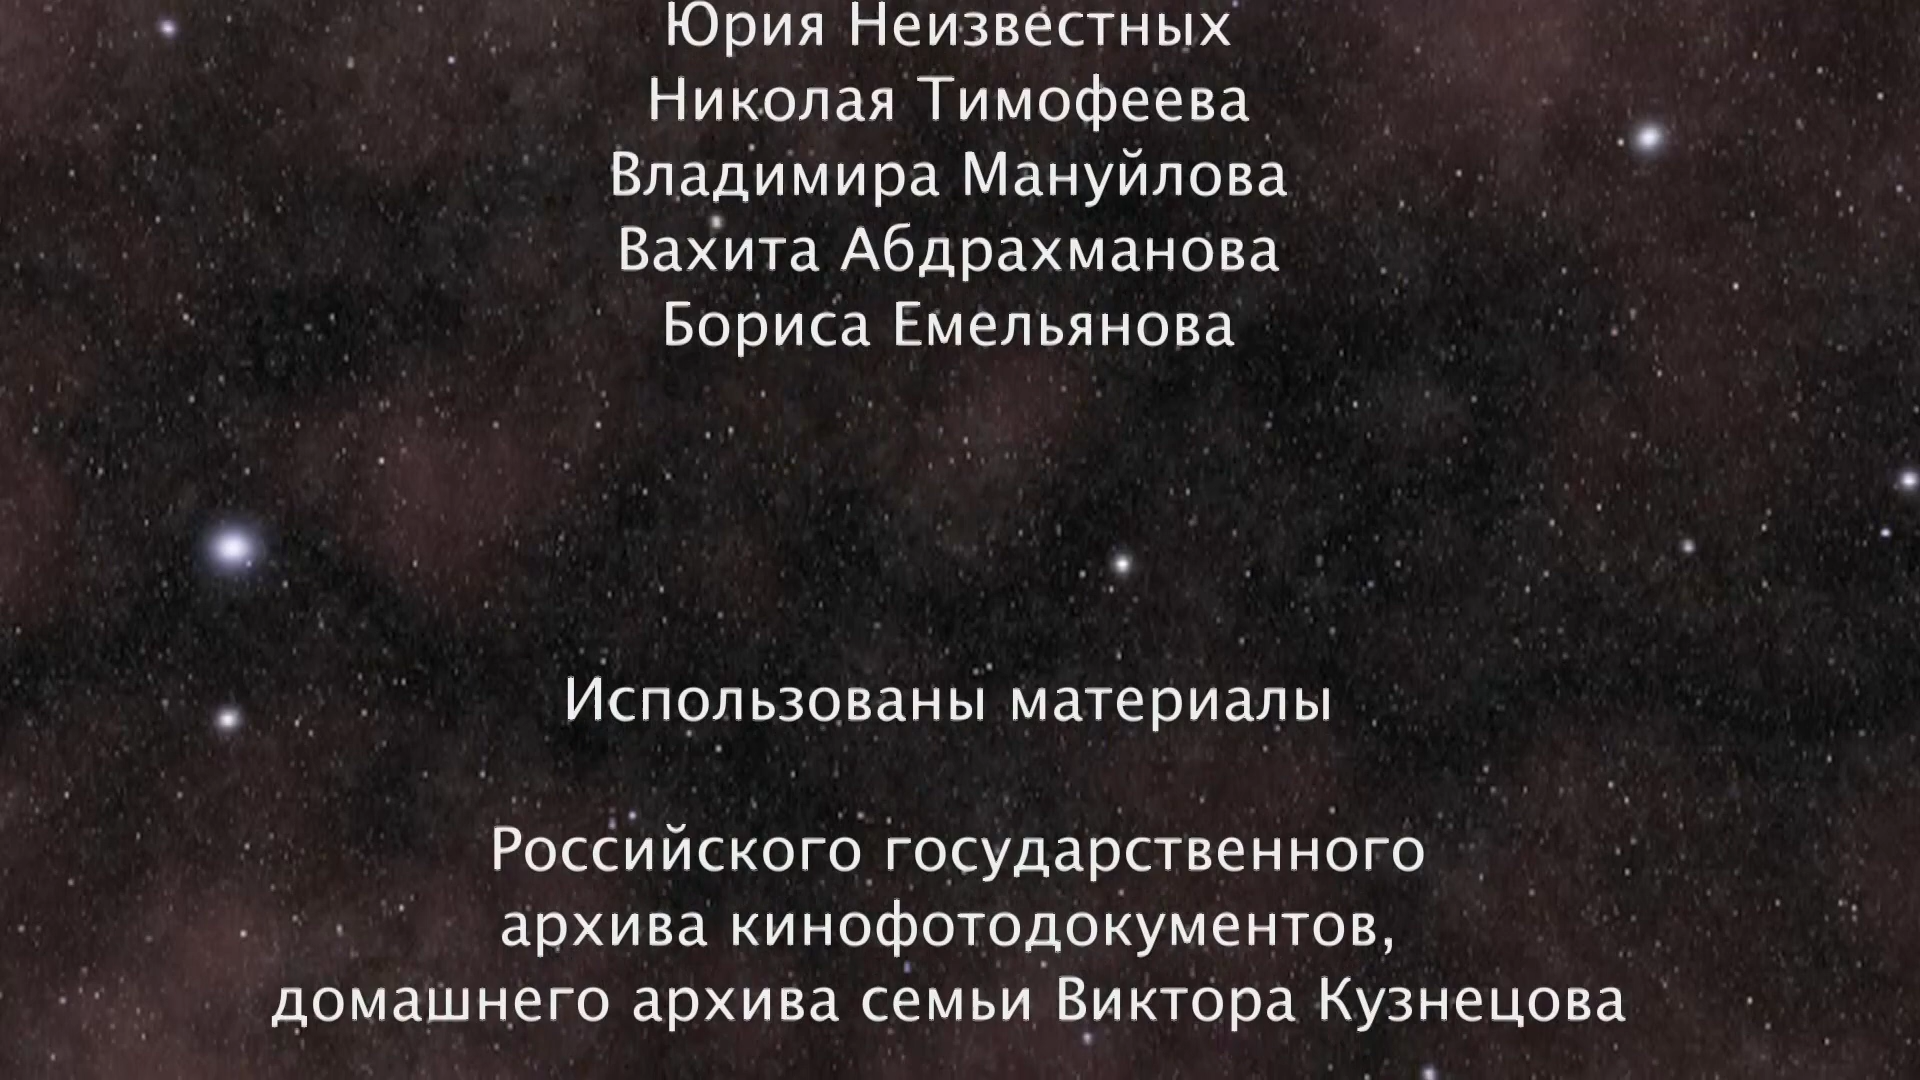 Юрия Неизвестных
Николая Тимофеева
Владимира Мануйлова
Вахита Абдрахманова
Бориса Емельянова
Использованы материалы
Российского государственного
архива кинофотодокументов,
домашнего архива семьи Виктора Кузнецова